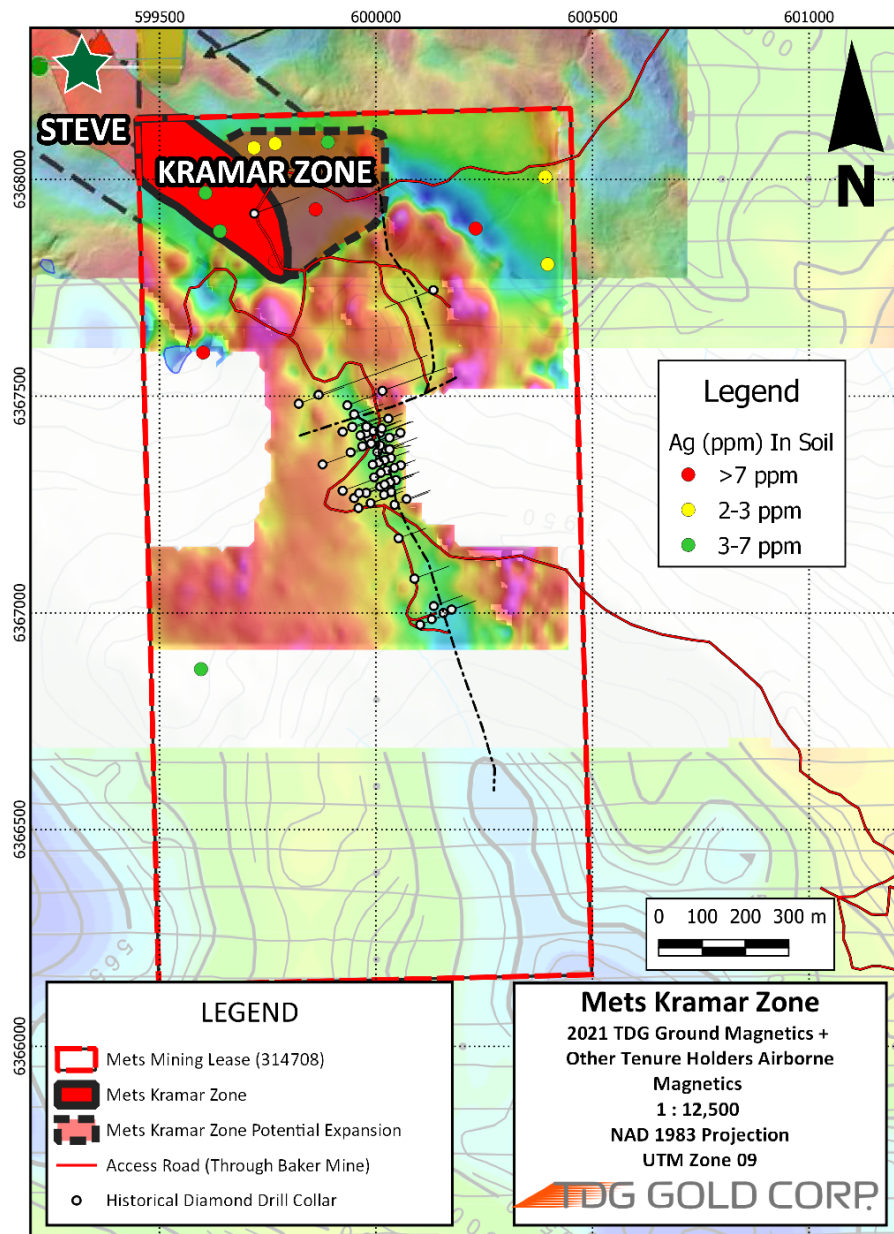 599500
600000
600500
601000
6368000
6367500
6367000
6366500
6366000
STEVE
KRAMAR ZONE
N
Legend
Ag (ppm) In Soil
>7 ppm
2-3 ppm
3-7 ppm
0 100 200 300 m
LEGEND
Mets Mining Lease (314708)
Mets Kramar Zone
Mets Kramar Zone Potential Expansion
Access Road (Through Baker Mine)
Historical Diamond Drill Collar
Mets Kramar Zone
2021 TDG Ground Magnetics +
Other Tenure Holders Airborne
Magnetics
1 : 12,500
NAD 1983 Projection
UTM Zone 09
TDG GOLD CORP.